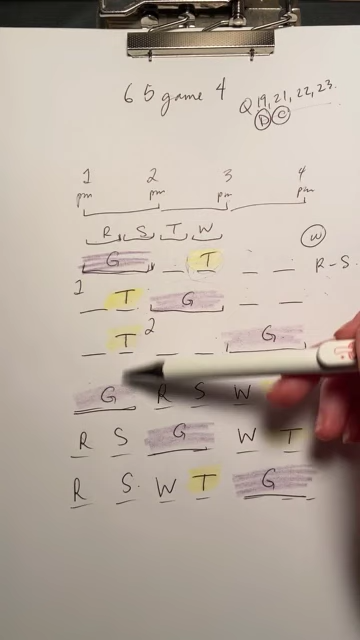 65 game 4
Q 19, 21, 22, 23.
D C
1 2 3 4
pm pm pm pm
R S T W
W
G T
R-S.
1 T G
T 2 G
G R S W
R S G W T
R S. W T G